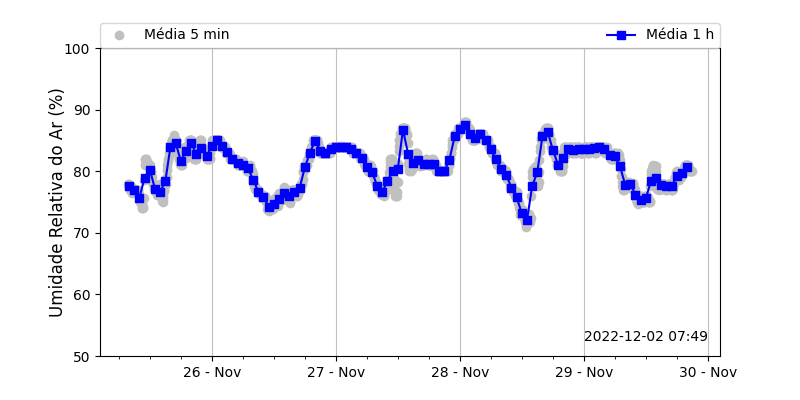 Média 5 min
Média 1 h
Umidade Relativa do Ar (%)
100
90
80
70
60
50
2022-12-02 07:49
26 - Nov
27 - Nov
28 - Nov
29 - Nov
30 - Nov